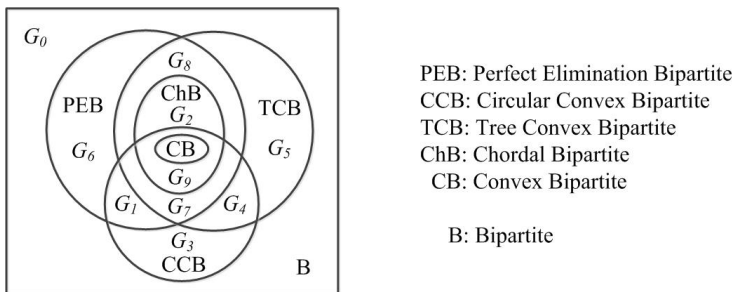 G0
G8
ChB
PEB
TCB
G2
G6
CB
G5
G9
G1
G7
G4
G3
CCB
B
PEB: Perfect Elimination Bipartite
CCB: Circular Convex Bipartite
TCB: Tree Convex Bipartite
ChB: Chordal Bipartite
CB: Convex Bipartite
B: Bipartite